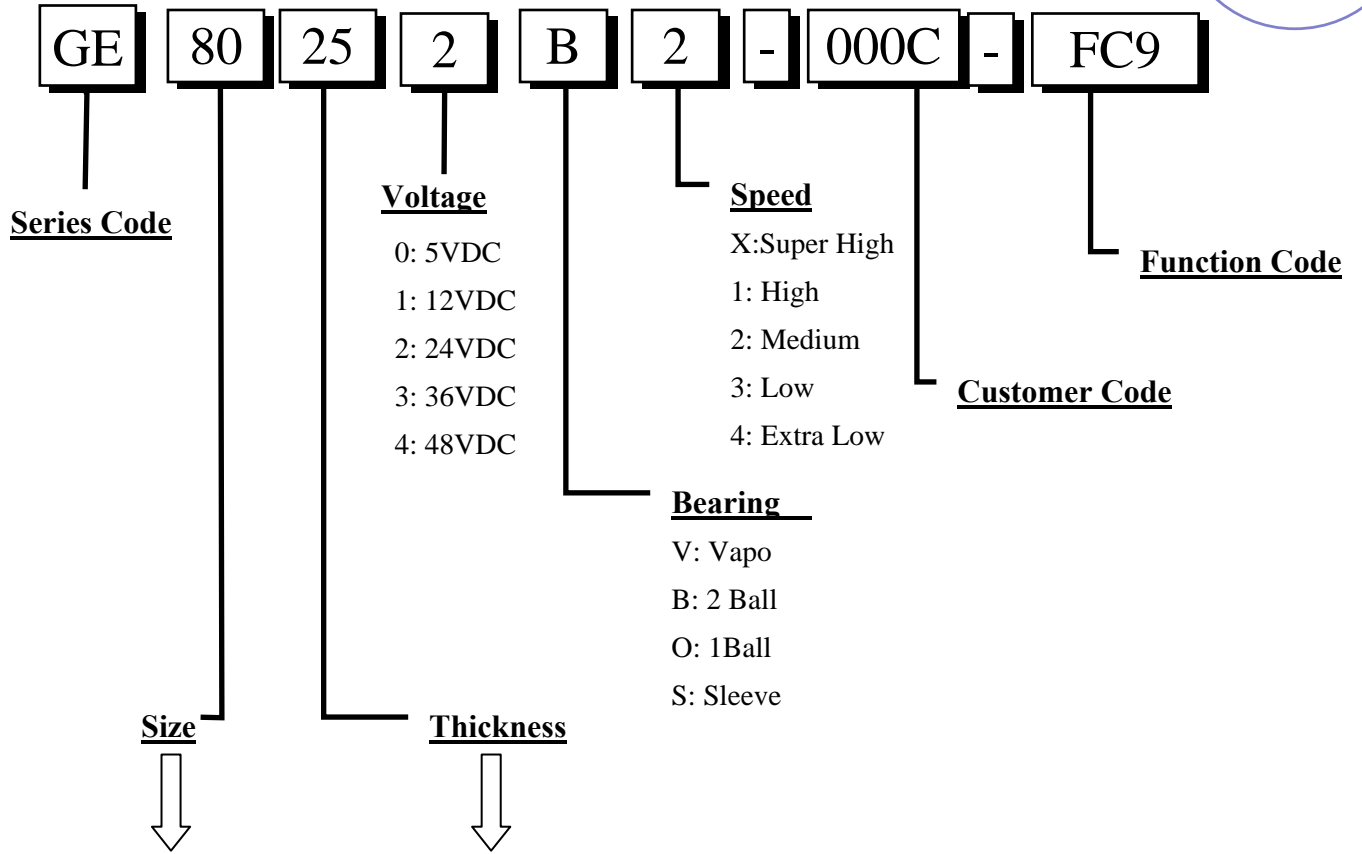 GE 80 25 2 B 2 - 000C - FC9
Series Code
Voltage
0: 5VDC
1: 12VDC
2: 24VDC
3: 36VDC
4: 48VDC
Speed
X:Super High
1: High
2: Medium
3: Low
4: Extra Low
Function Code
Customer Code
Bearing
V: Vapo
B: 2 Ball
O: 1Ball
S: Sleeve
Size
Thickness